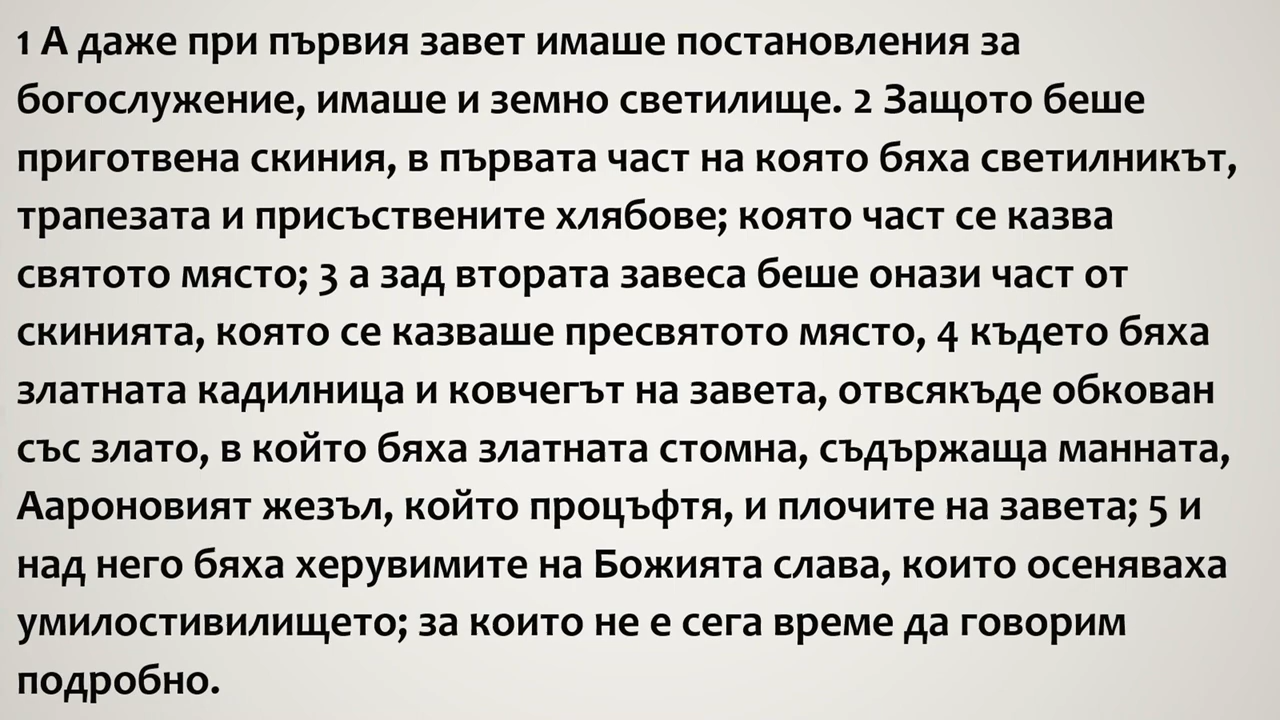 1 А даже при първия завет имаше постановления за
богослужение, имаше и земно светилище. 2 Защото беше
приготвена скиния, в първата част на която бяха светилникът,
трапезата и присъствените хлябове; която част се казва
святото място; 3 а зад втората завеса беше онази част от
скинията, която се казваше пресвятото място, 4 където бяха
златната кадилница и ковчегът на завета, отвсякъде обкован
със злато, в който бяха златната стомна, съдържаща манната,
Аароновият жезъл, който процъфтя, и плочите на завета; 5 и
над него бяха херувимите на Божията слава, които осеняваха
умилостивилището; за които не е сега време да говорим
подробно.